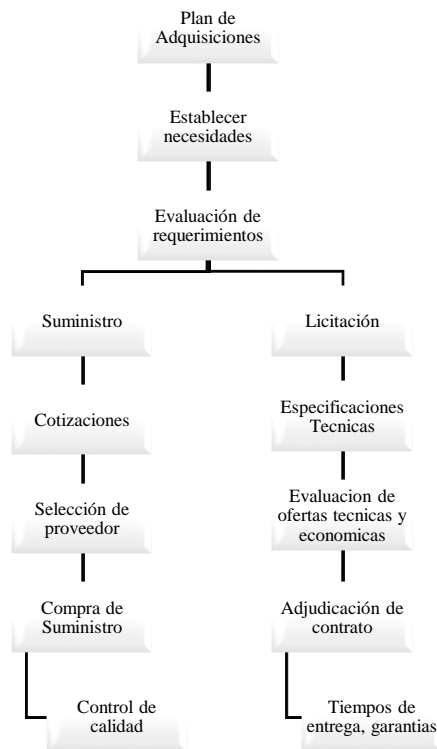 Plan de
Adquisiciones
Establecer
necesidades
Evaluación de
requerimientos
Suministro
Cotizaciones
Selección de
proveedor
Compra de
Suministro
Control de
calidad
Licitación
Especificaciones
Tecnicas
Evaluacion de
ofertas tecnicas y
economicas
Adjudicación de
contrato
Tiempos de
entrega, garantias